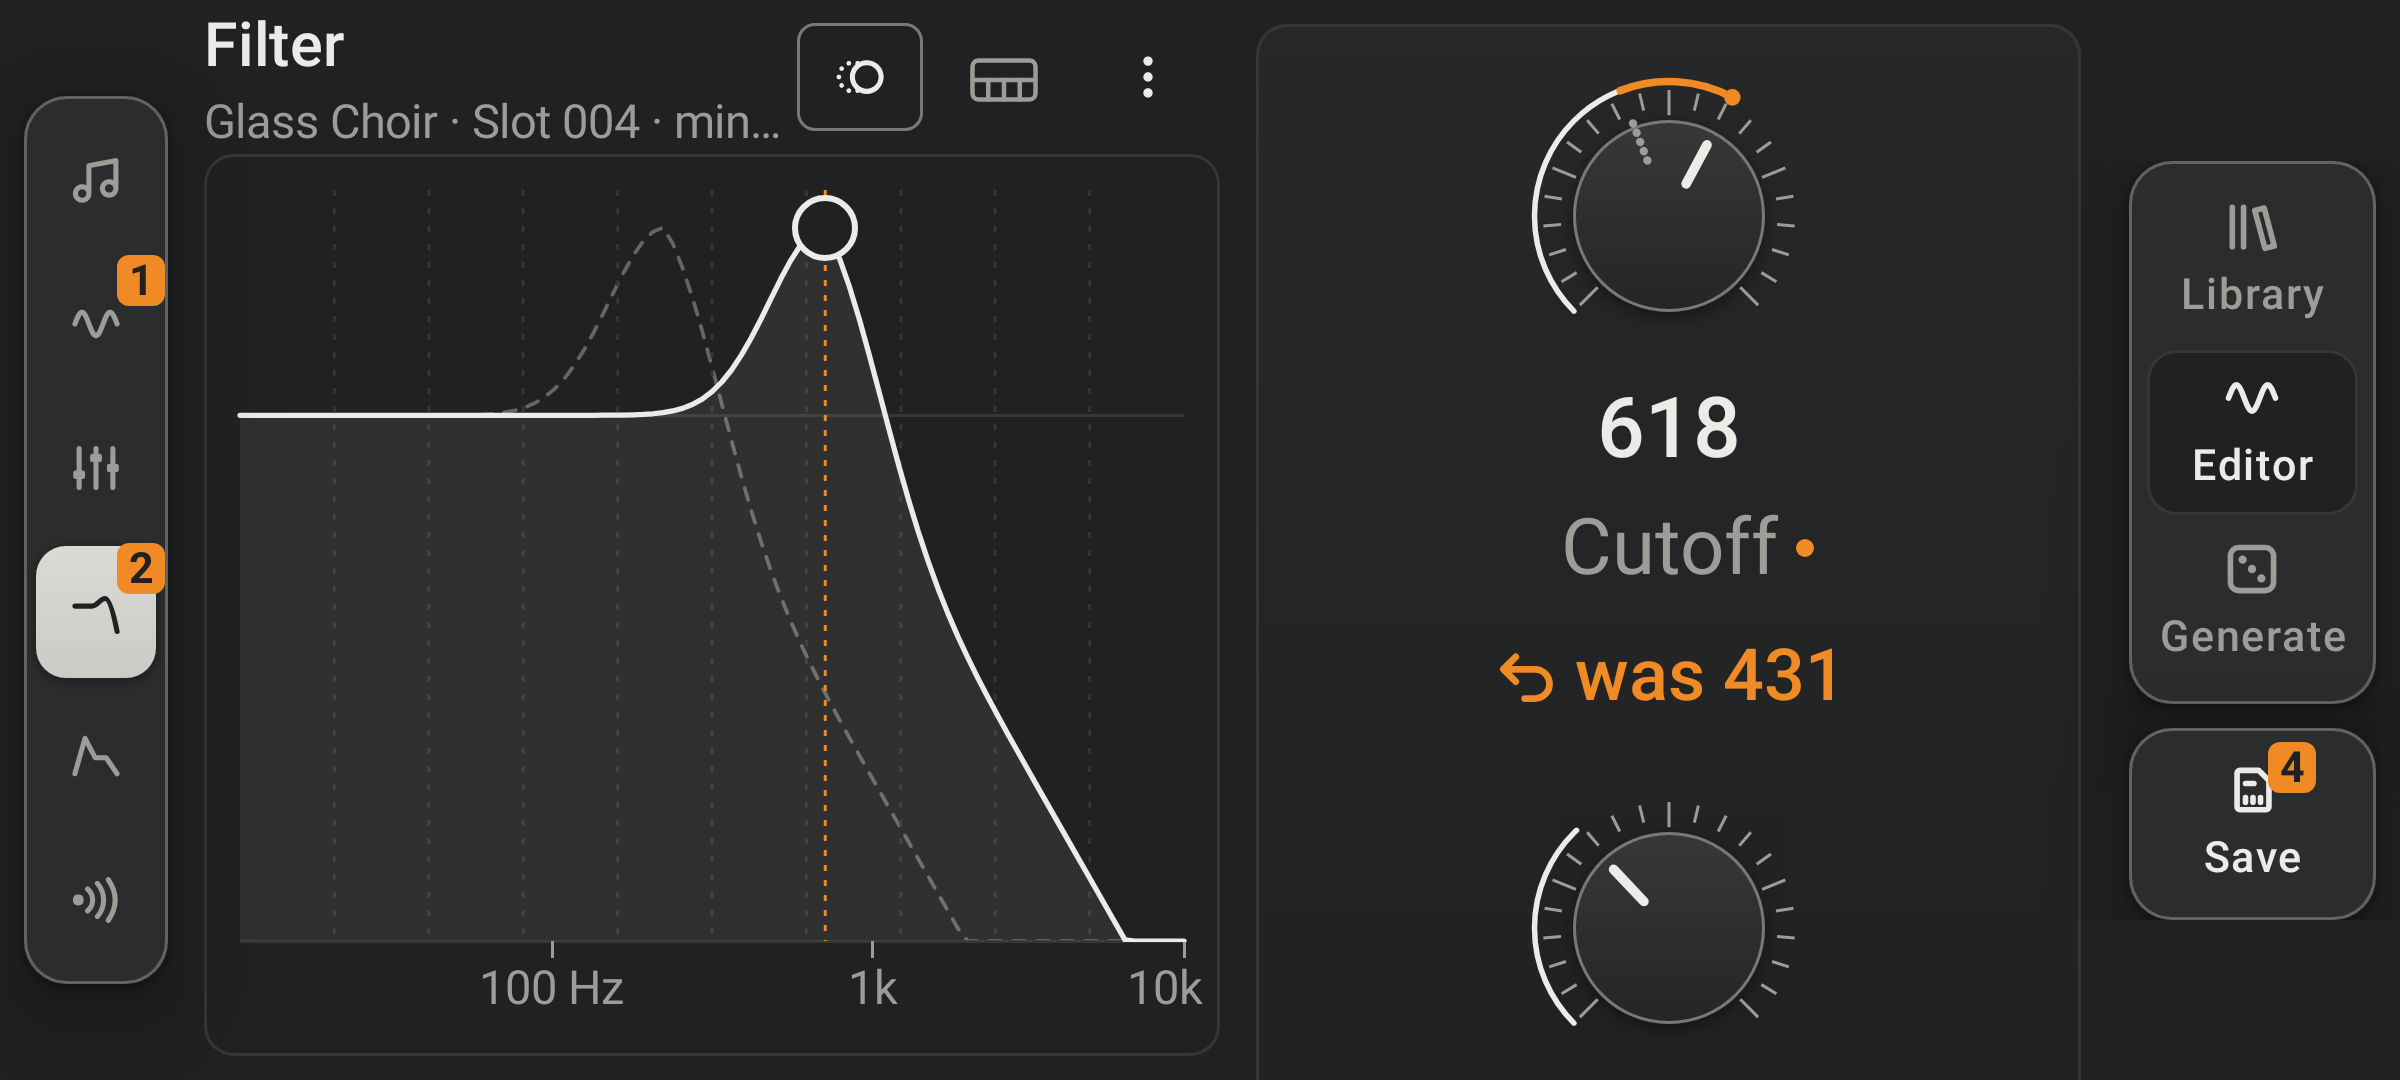 Filter
Glass Choir · Slot 004 · min...
1
2
100 Hz
1k
10k
618
Cutoff
was 431
Library
Editor
Generate
4
Save